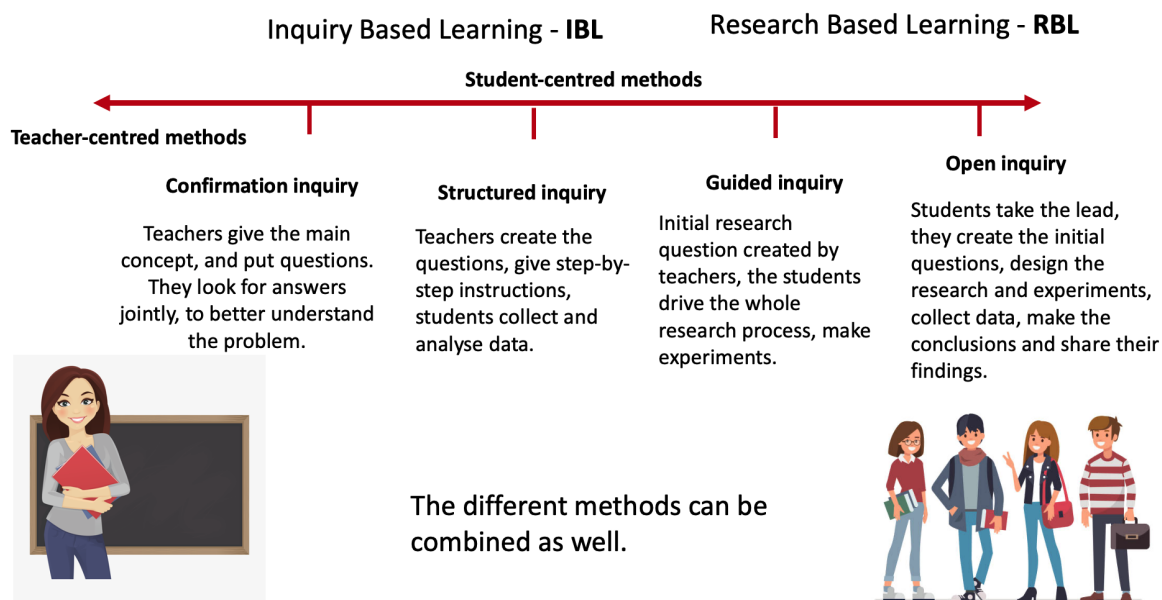 Inquiry Based Learning - IBL
Research Based Learning - RBL
Student-centred methods
Teacher-centred methods
Confirmation inquiry
Teachers give the main
concept, and put questions.
They look for answers
jointly, to better understand
the problem.
Structured inquiry
Teachers create the
questions, give step-by-
step instructions,
students collect and
analyse data.
Guided inquiry
Initial research
question created by
teachers, the students
drive the whole
research process, make
experiments.
Open inquiry
Students take the lead,
they create the initial
questions, design the
research and experiments,
collect data, make the
conclusions and share their
findings.
The different methods can be
combined as well.